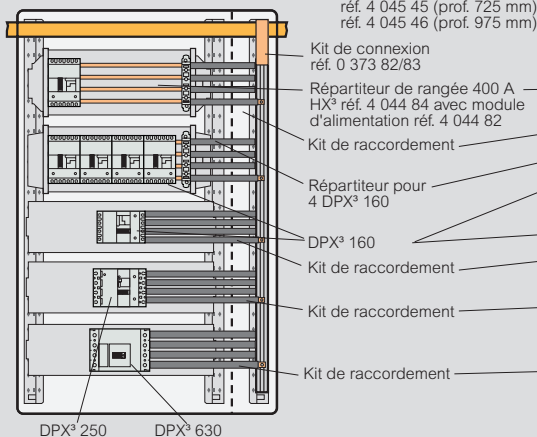 réf. 4 045 45 (prof. 725 mm)
réf. 4 045 46 (prof. 975 mm)
Kit de connexion
réf. 0 373 82/83
Répartiteur de rangée 400 A
HX³ réf. 4 044 84 avec module
d'alimentation réf. 4 044 82
Kit de raccordement
Répartiteur pour
4 DPX³ 160
DPX³ 160
Kit de raccordement
Kit de raccordement
Kit de raccordement
DPX³ 250
DPX³ 630